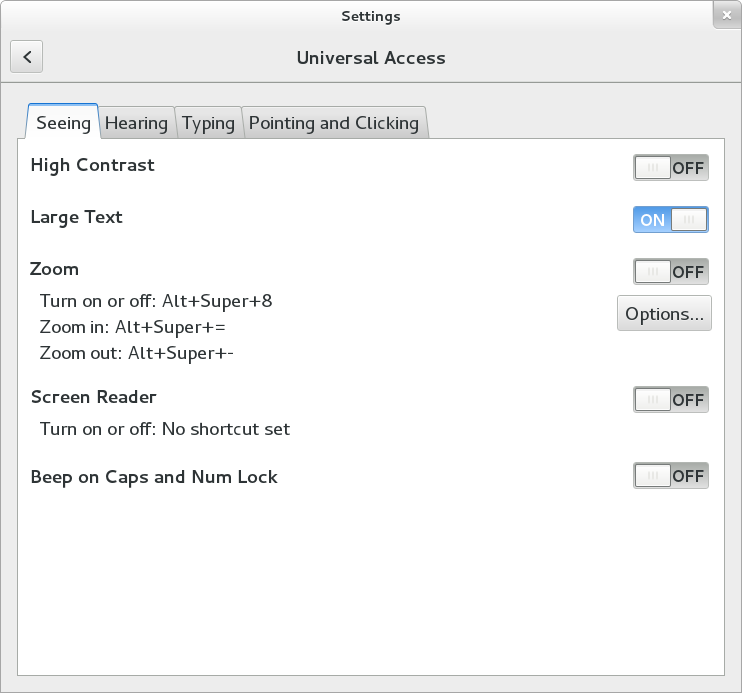 Settings
Universal Access
Seeing Hearing Typing Pointing and Clicking
High Contrast OFF
Large Text ON
Zoom OFF
Turn on or off: Alt+Super+8
Options...
Zoom in: Alt+Super+=
Zoom out: Alt+Super+-
Screen Reader OFF
Turn on or off: No shortcut set
Beep on Caps and Num Lock OFF